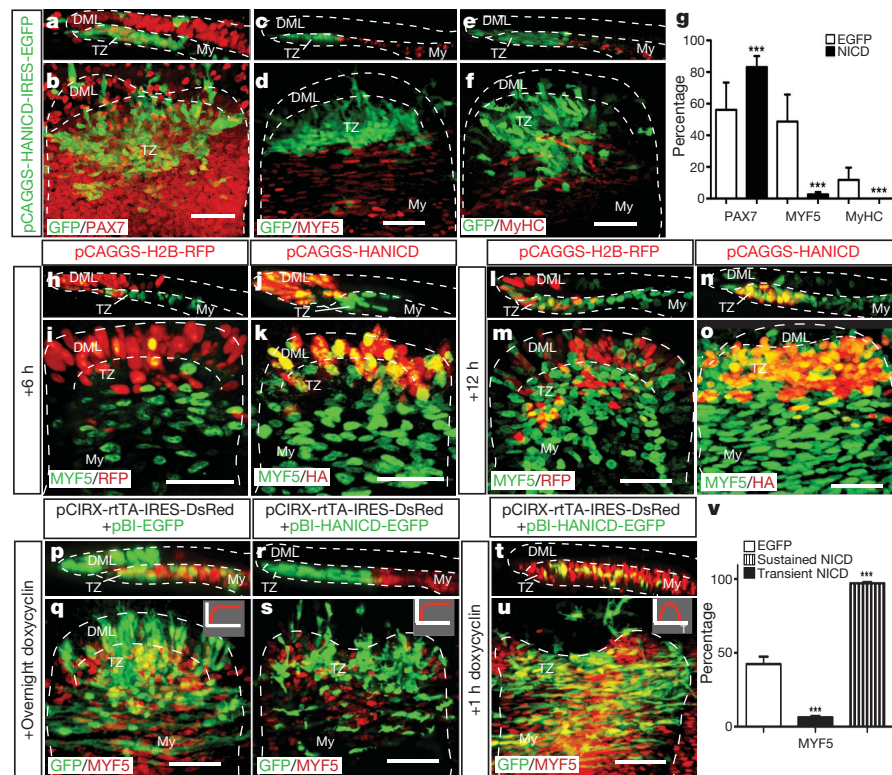 pCAGGS-HANICD-IRES-EGFP
a
DML
TZ
My
c
DML
TZ
My
e
DML
TZ
My
b
DML
TZ
GFP/PAX7
My
d
DML
TZ
GFP/MYF5
My
f
DML
TZ
GFP/MyHC
My
g
EGFP
NICD
Percentage
100
80
60
40
20
0
***
***
***
PAX7
MYF5
MyHC
pCAGGS-H2B-RFP
pCAGGS-HANICD
pCAGGS-H2B-RFP
pCAGGS-HANICD
+6 h
h
DML
TZ
My
j
DML
TZ
My
i
DML
TZ
My
MYF5/RFP
k
DML
TZ
My
MYF5/HA
+12 h
l
DML
TZ
My
n
DML
TZ
My
m
DML
TZ
My
MYF5/RFP
o
DML
TZ
My
MYF5/HA
pCIRX-rtTA-IRES-DsRed
+pBI-EGFP
pCIRX-rtTA-IRES-DsRed
+pBI-HANICD-EGFP
pCIRX-rtTA-IRES-DsRed
+pBI-HANICD-EGFP
+Overnight doxycyclin
p
DML
TZ
My
r
DML
TZ
My
q
DML
TZ
My
GFP/MYF5
s
DML
TZ
My
GFP/MYF5
+1 h doxycyclin
t
DML
TZ
My
u
DML
TZ
My
GFP/MYF5
v
EGFP
Sustained NICD
Transient NICD
Percentage
100
50
0
***
***
MYF5